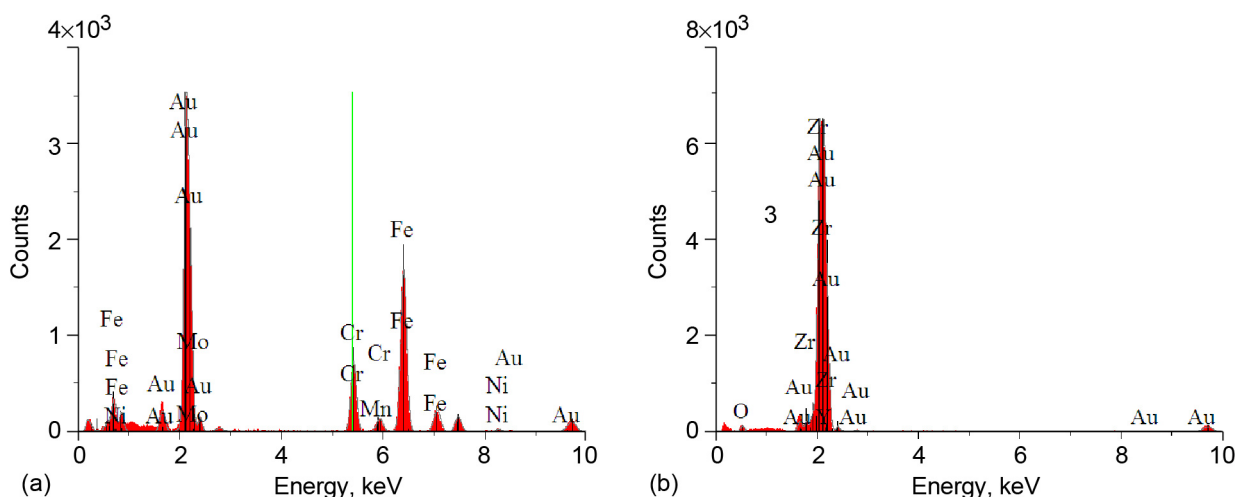 4×10³
3
2
1
0
Counts
0 2 4 6 8 10
Energy, keV
(a)
Fe
Fe
Fe
Ni
Au
Au
Au
Au
Au
Mo
Au
Mo
Cr
Cr
Cr
Mn
Fe
Fe
Fe
Fe
Au
Ni
Ni
Au
8×10³
6
4
2
0
Counts
0 2 4 6 8 10
Energy, keV
(b)
3
O
Zr
Au
Au
Zr
Au
Zr
Au
Au
Zr
Au
Au
Y
Au
Au
Au